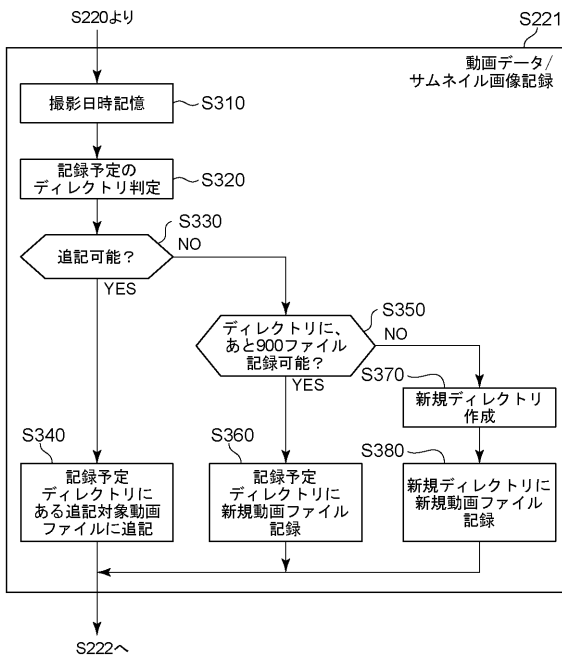 S220より
S221
動画データ/
サムネイル画像記録
撮影日時記憶
S310
記録予定の
ディレクトリ判定
S320
S330
追記可能?
NO
YES
S350
ディレクトリに、
あと900ファイル
記録可能?
NO
YES
S370
新規ディレクトリ
作成
S340
記録予定
ディレクトリに
ある追記対象動画
ファイルに追記
S360
記録予定
ディレクトリに
新規動画ファイル
記録
S380
新規ディレクトリに
新規動画ファイル
記録
S222へ